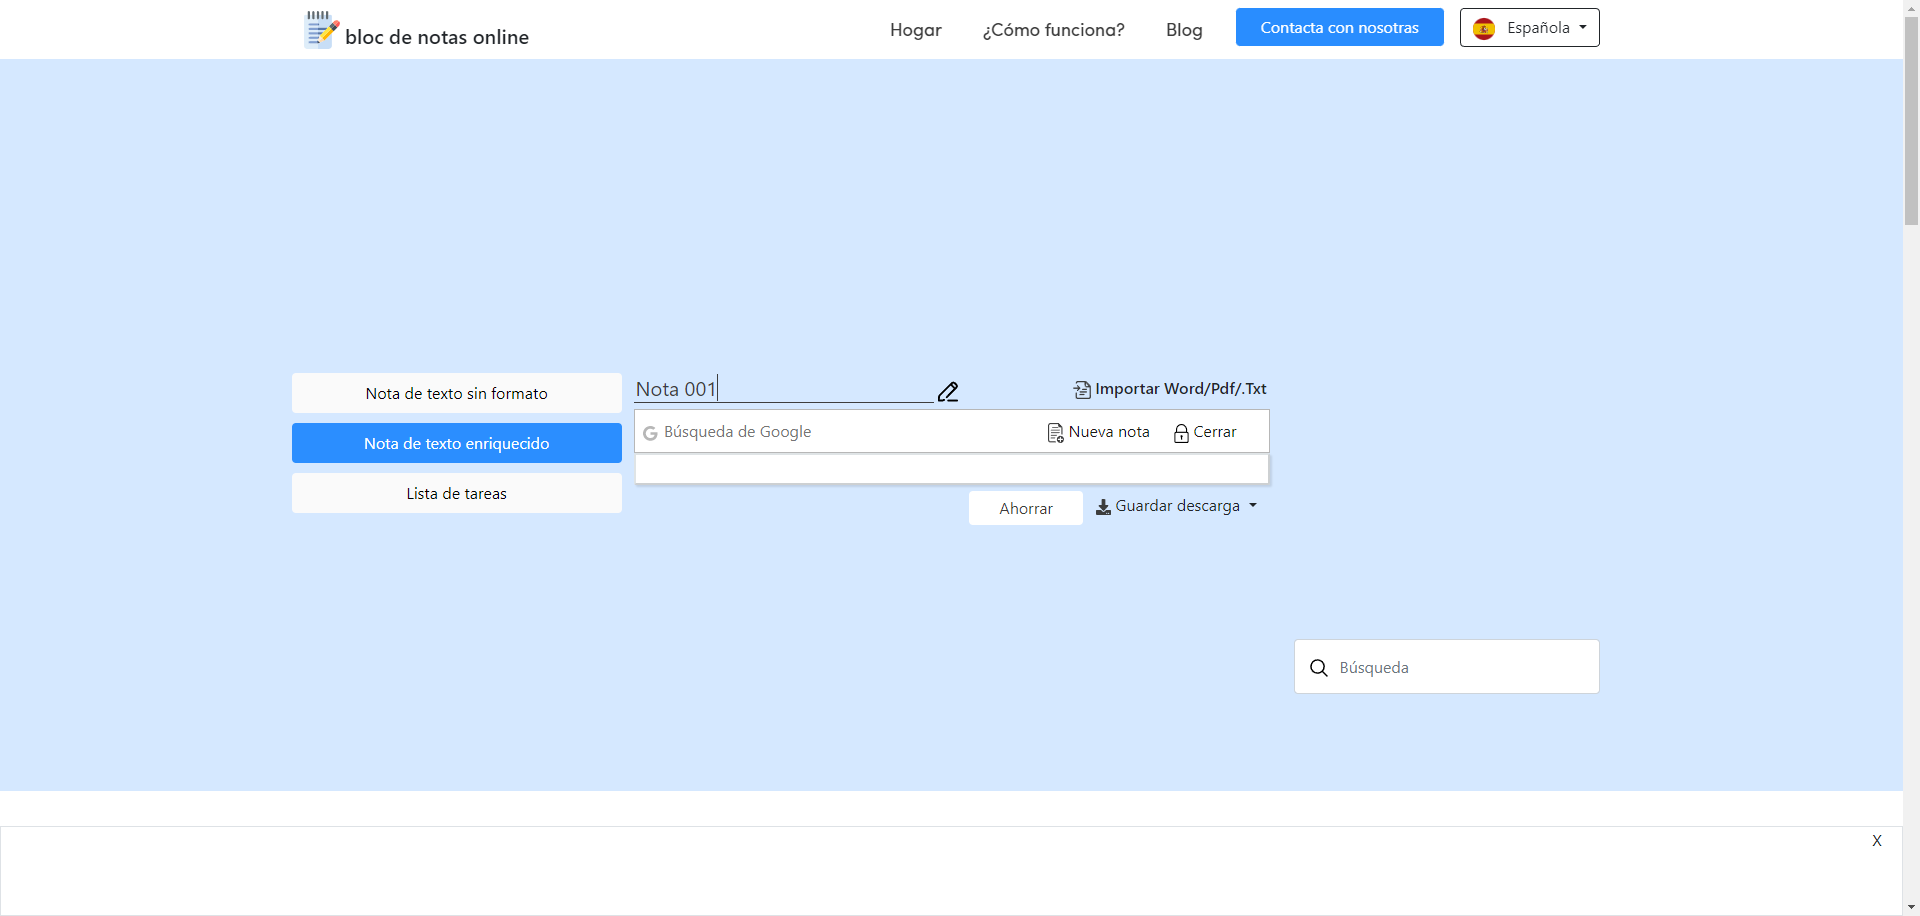 bloc de notas online
Hogar
¿Cómo funciona?
Blog
Contacta con nosotras
Española
Nota de texto sin formato
Nota de texto enriquecido
Lista de tareas
Nota 001
Importar Word/Pdf/.Txt
Búsqueda de Google
Nueva nota
Cerrar
Ahorrar
Guardar descarga
Búsqueda
X